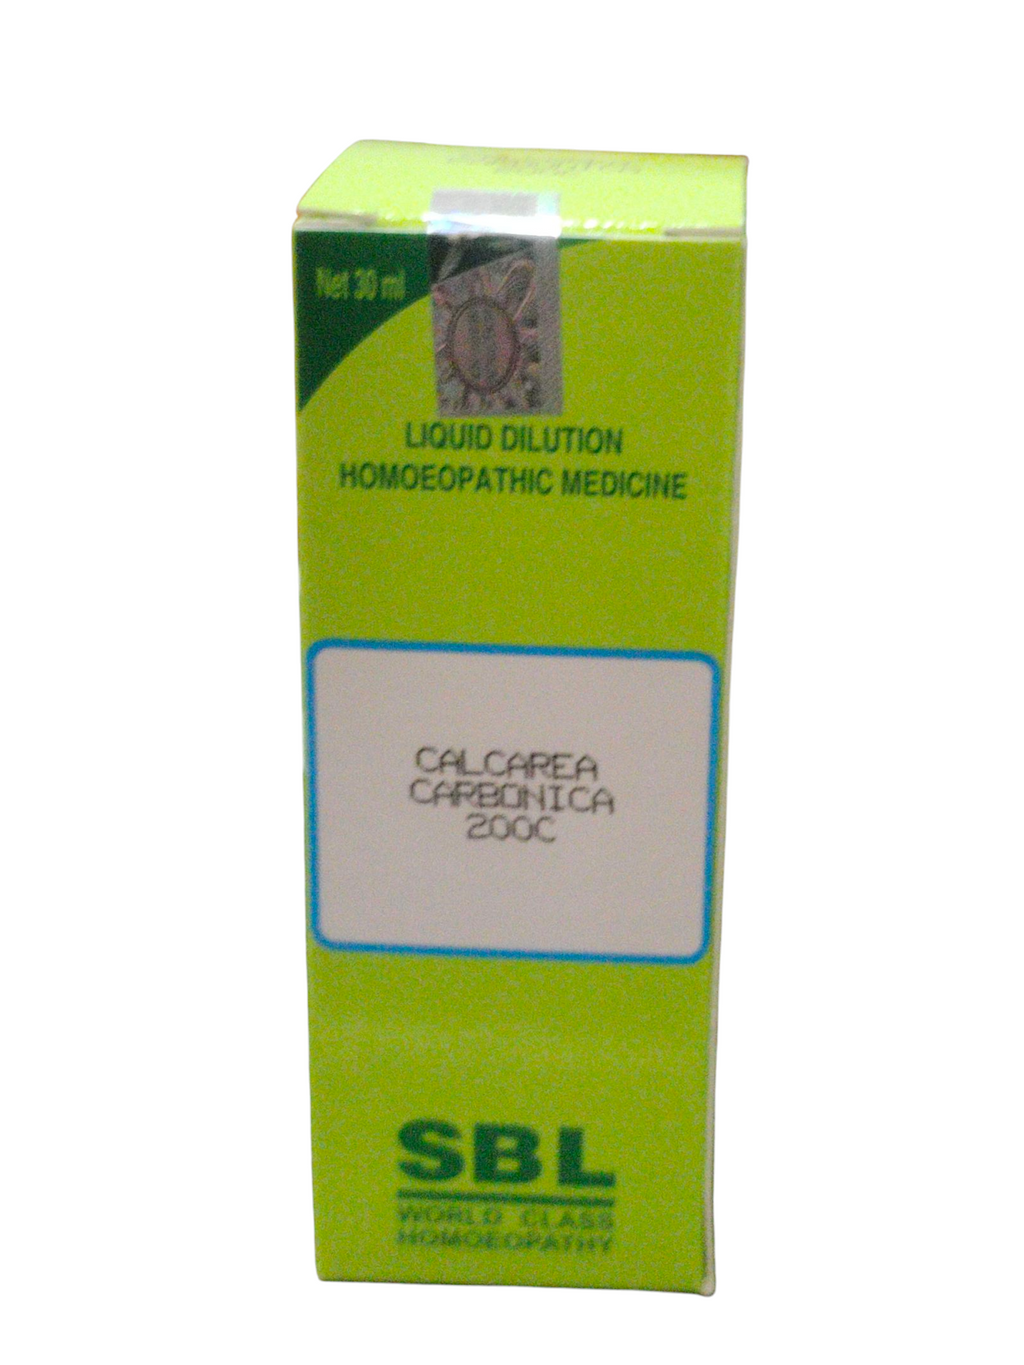 Net 30 ml
LIQUID DILUTION
HOMOEOPATHIC MEDICINE
CALCAREA
CARBONICA
200C
SBL
WORLD CLASS
HOMOEOPATHY